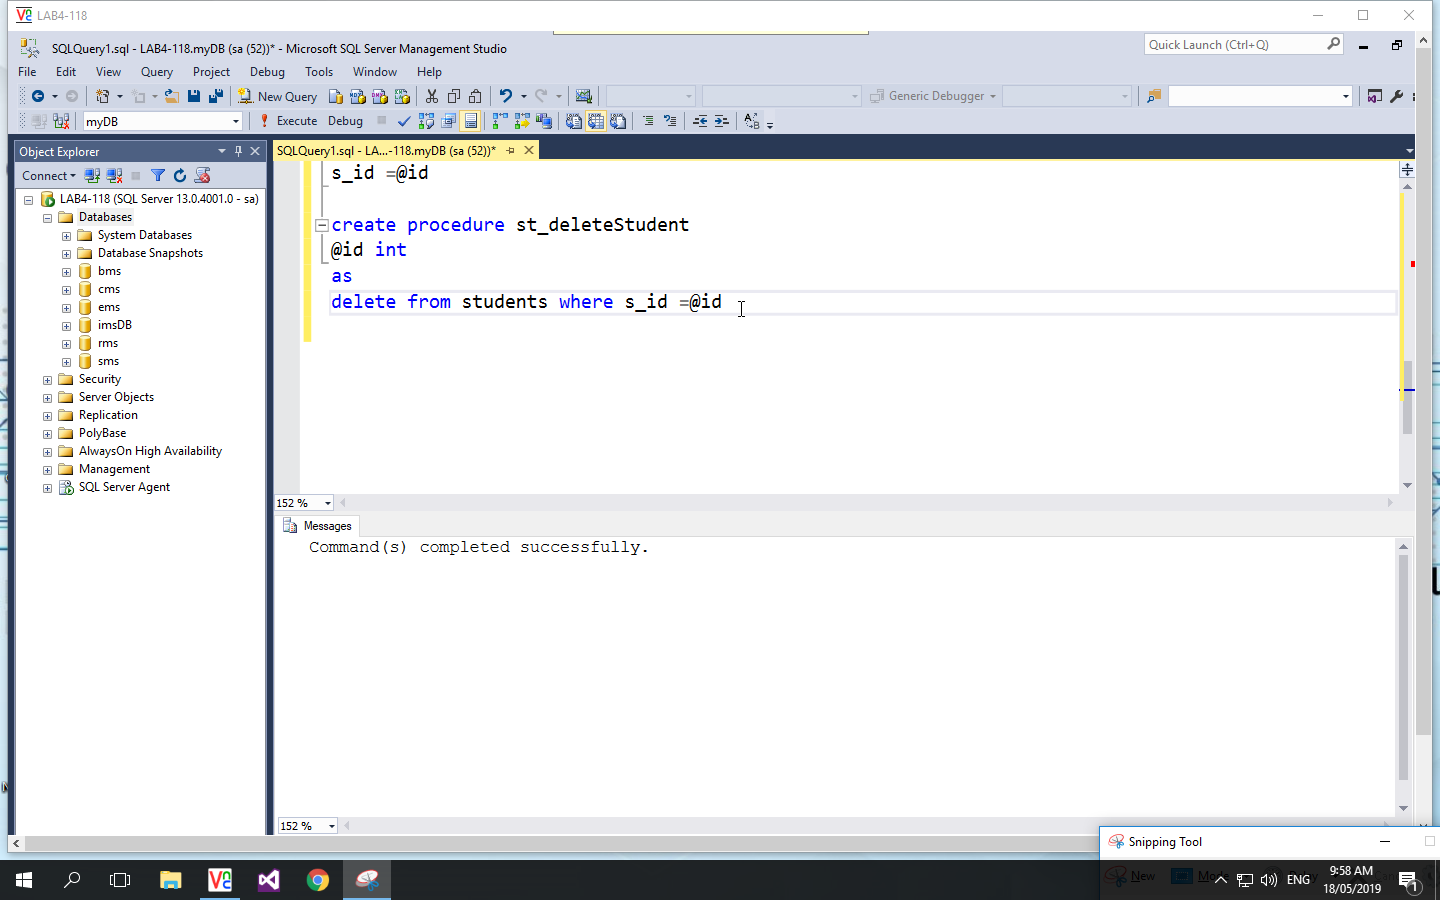 LAB4-118
SQLQuery1.sql - LAB4-118.myDB (sa (52))* - Microsoft SQL Server Management Studio
Quick Launch (Ctrl+Q)
File Edit View Query Project Debug Tools Window Help
New Query
Generic Debugger
myDB
Execute Debug
Object Explorer
Connect
LAB4-118 (SQL Server 13.0.4001.0 - sa)
Databases
System Databases
Database Snapshots
bms
cms
ems
imsDB
rms
sms
Security
Server Objects
Replication
PolyBase
AlwaysOn High Availability
Management
SQL Server Agent
SQLQuery1.sql - LA...-118.myDB (sa (52))*
s_id =@id
create procedure st_deleteStudent
@id int
as
delete from students where s_id =@id
152 %
Messages
Command(s) completed successfully.
152 %
Snipping Tool
New Mode
ENG
9:58 AM
18/05/2019
1